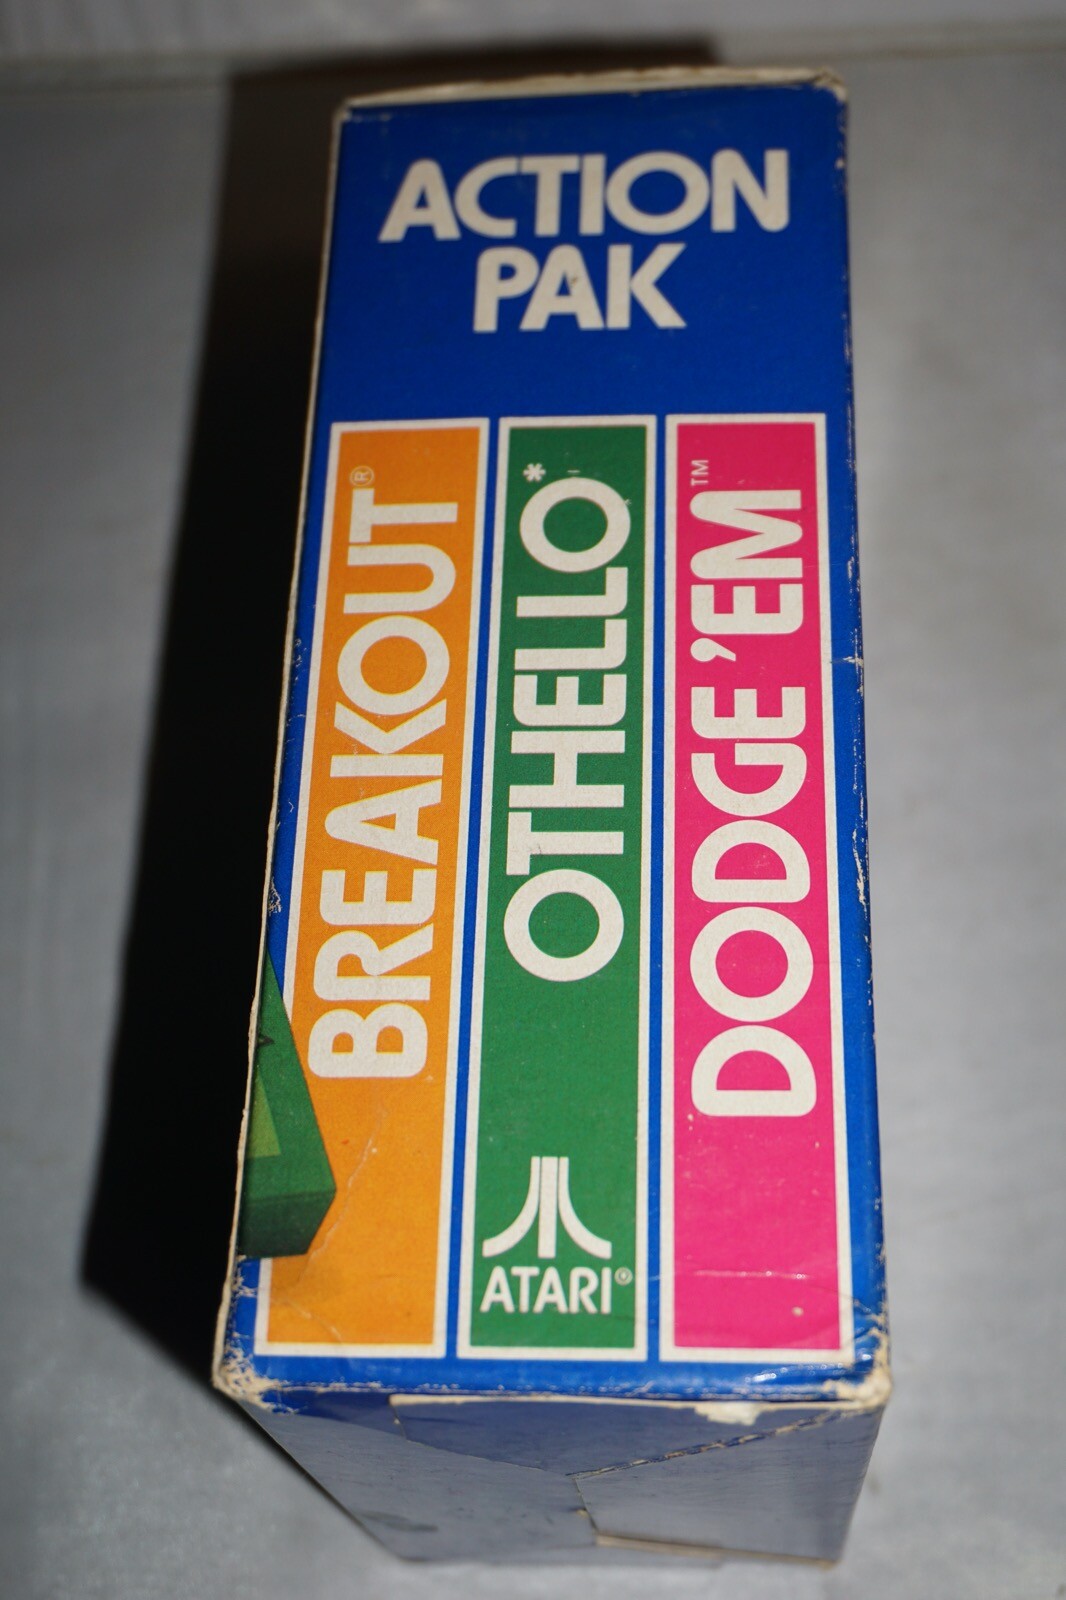 ACTION
PAK
BREAKOUT®
OTHELLO*
DODGE 'EM™
ATARI®